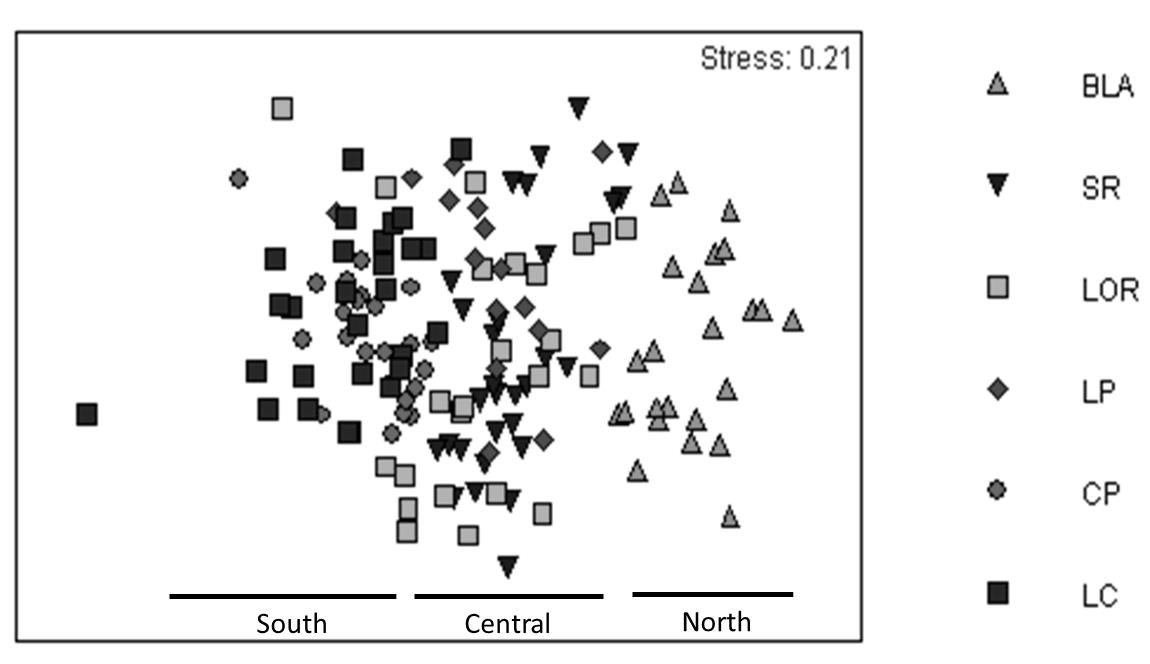 Stress: 0.21
BLA
SR
LOR
LP
CP
LC
South
Central
North